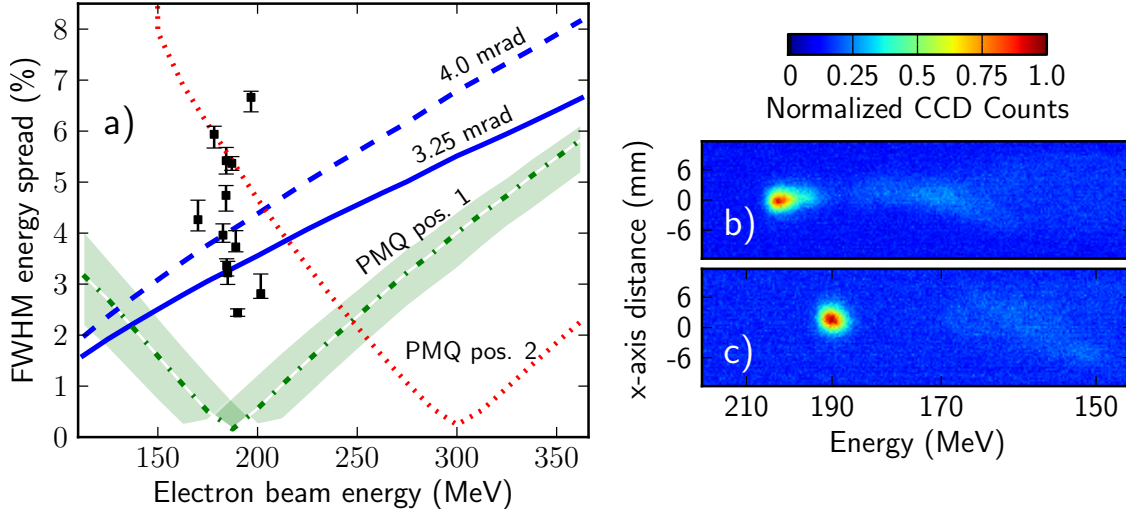 8
7
6
5
4
3
2
1
0
FWHM energy spread (%)
a)
4.0 mrad
3.25 mrad
PMQ pos. 1
PMQ pos. 2
150 200 250 300 350
Electron beam energy (MeV)
0 0.25 0.75 1.0
Normalized CCD Counts
6
0
-6
b)
6
0
-6
c)
x-axis distance (mm)
210 190 170 150
Energy (MeV)